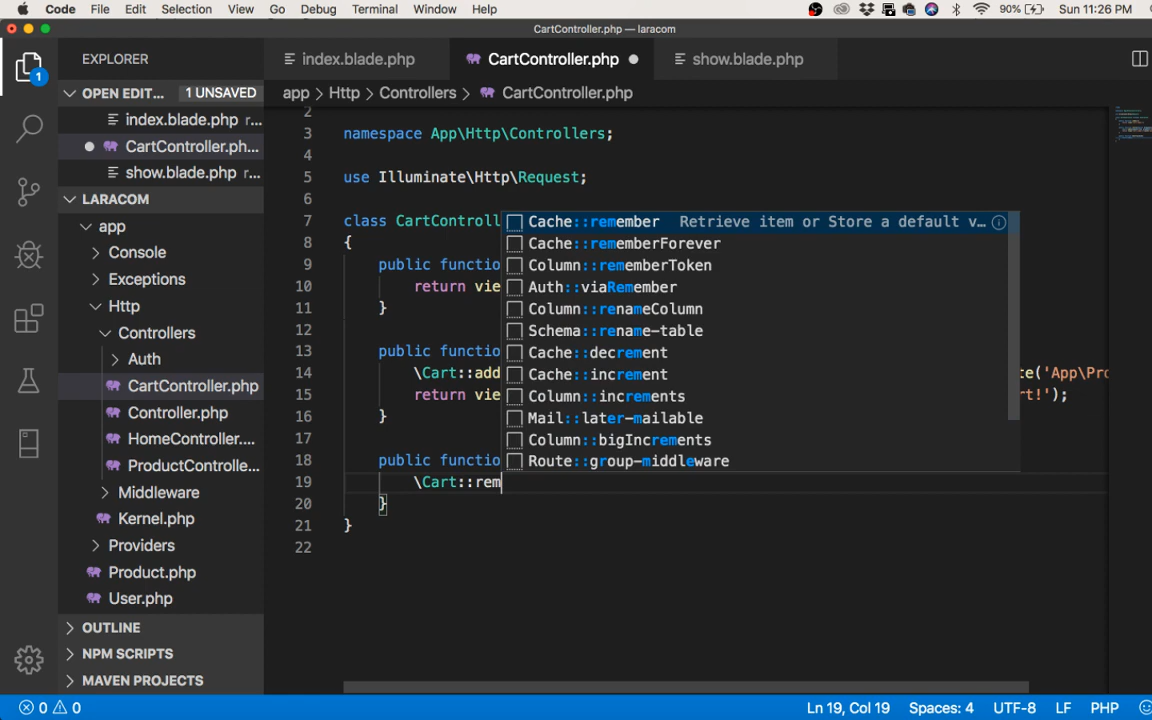 Code File Edit Selection View Go Debug Terminal Window Help 90% Sun 11:26 PM
CartController.php — laracom
EXPLORER
index.blade.php CartController.php show.blade.php
OPEN EDIT... 1 UNSAVED
app > Http > Controllers > CartController.php
index.blade.php r...
CartController.ph...
show.blade.php r...
LARACOM
app
Console
Exceptions
Http
Controllers
Auth
CartController.php
Controller.php
HomeController....
ProductControlle...
Middleware
Kernel.php
Providers
Product.php
User.php
OUTLINE
NPM SCRIPTS
MAVEN PROJECTS
2
3 namespace App\Http\Controllers;
4
5 use Illuminate\Http\Request;
6
7 class CartControll
8 {
9 public functio
10 return vie
11 }
12
13 public functio
14 \Cart::add te('App\Pro
15 return vie rt!');
16 }
17
18 public functio
19 \Cart::rem
20 }
21 }
22
Cache::remember Retrieve item or Store a default v...
Cache::rememberForever
Column::rememberToken
Auth::viaRemember
Column::renameColumn
Schema::rename-table
Cache::decrement
Cache::increment
Column::increments
Mail::later-mailable
Column::bigIncrements
Route::group-middleware
0 0 Ln 19, Col 19 Spaces: 4 UTF-8 LF PHP
1